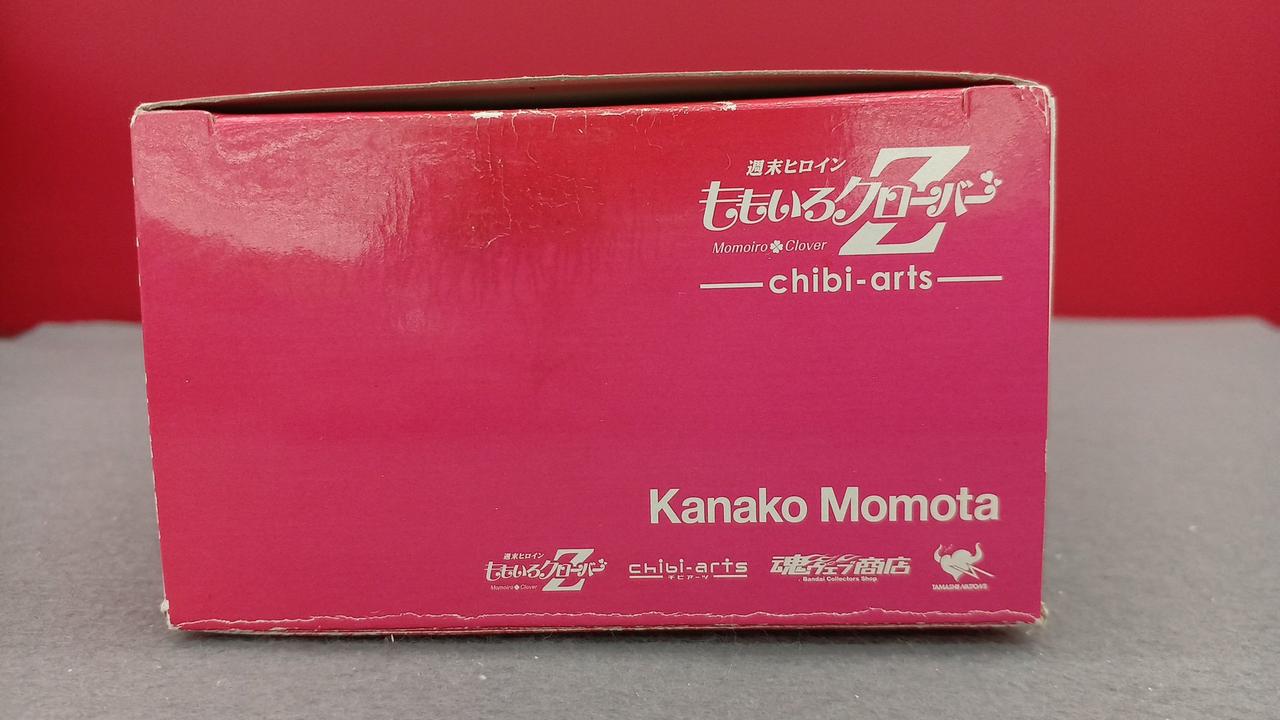 週末ヒロイン
ももいろクローバーZ
Momoiro Clover
chibi-arts
Kanako Momota
週末ヒロイン
ももいろクローバーZ
Momoiro Clover
chibi-arts
チビアーツ
魂ウェブ商店
Bandai Collectors Shop
TAMASHII NATIONS